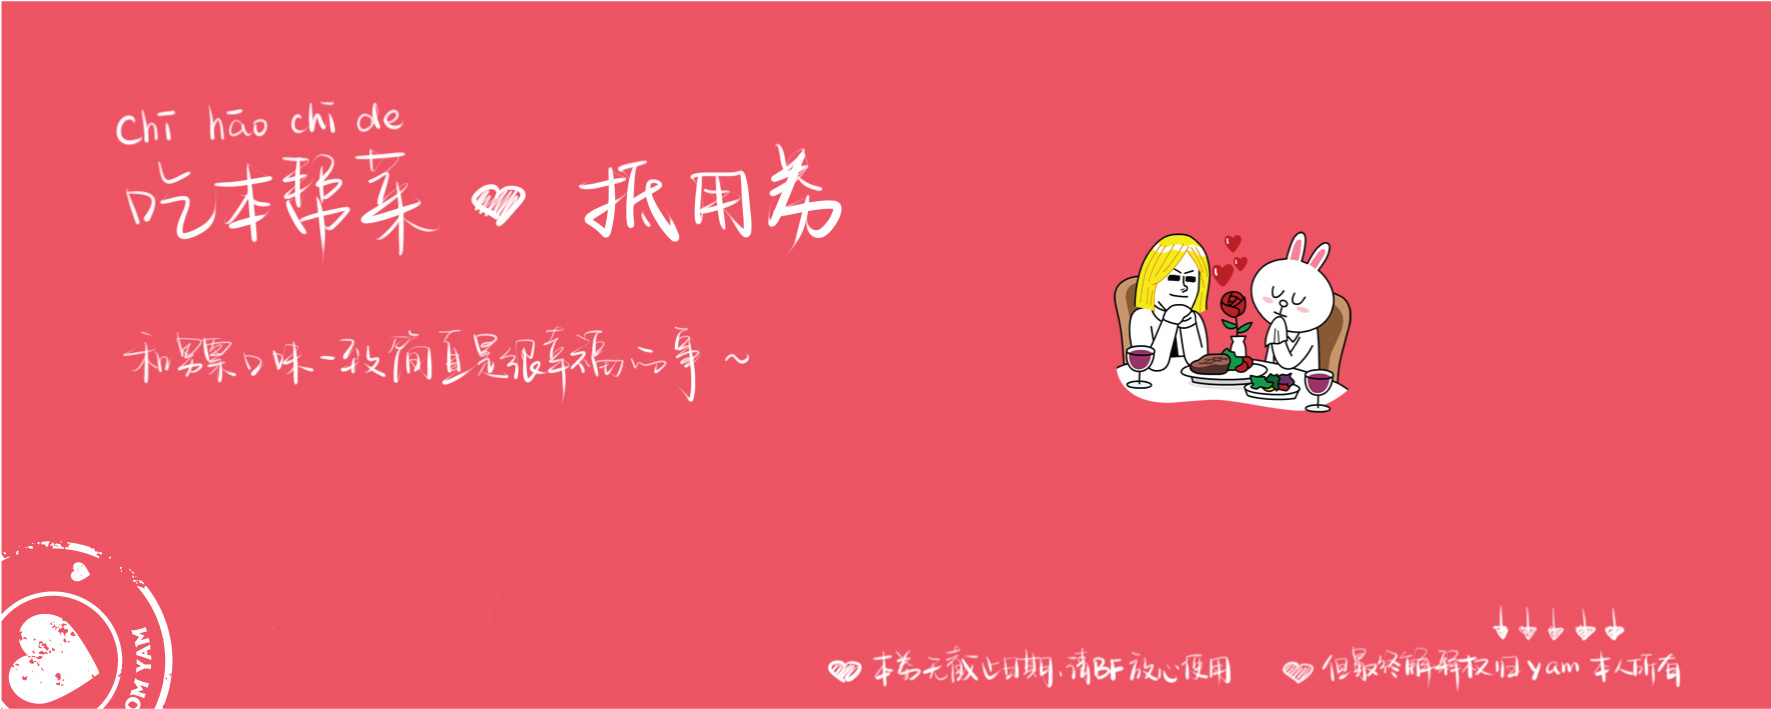 chī hāo chī de
吃本帮菜 抵用券
和男票口味一致简直是很幸福的事 ~
本券无截止日期,请BF放心使用
但最终解释权归yam本人所有
OM YAM